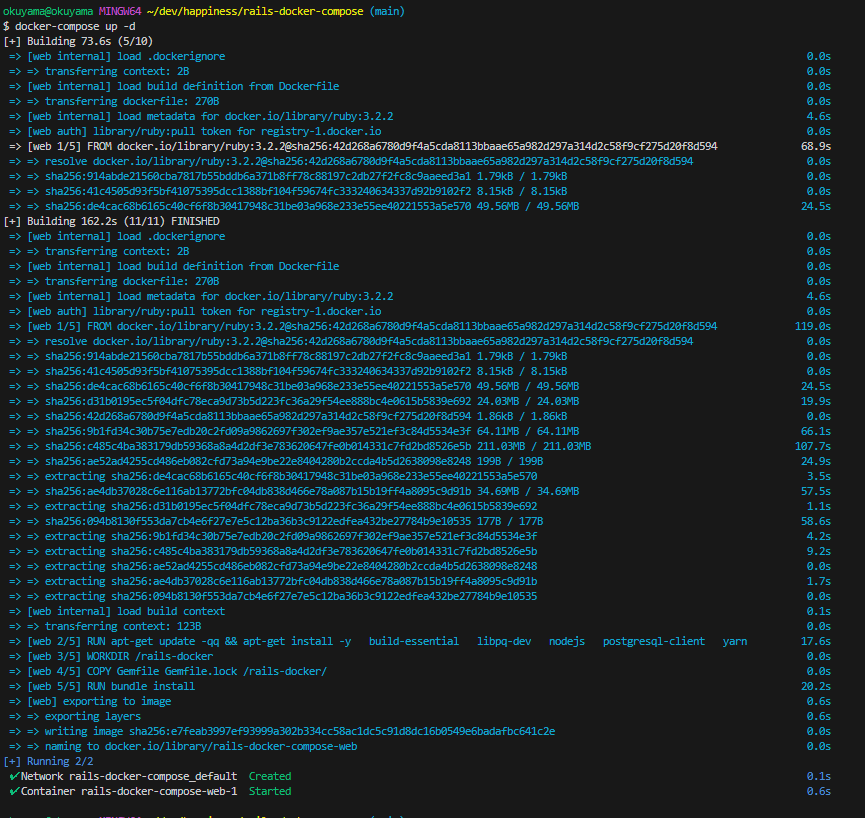 okuyama@okuyama MINGW64 ~/dev/happiness/rails-docker-compose (main)
$ docker-compose up -d
[+] Building 73.6s (5/10)
=> [web internal] load .dockerignore 0.0s
=> => transferring context: 2B 0.0s
=> [web internal] load build definition from Dockerfile 0.0s
=> => transferring dockerfile: 270B 0.0s
=> [web internal] load metadata for docker.io/library/ruby:3.2.2 4.6s
=> [web auth] library/ruby:pull token for registry-1.docker.io 0.0s
=> [web 1/5] FROM docker.io/library/ruby:3.2.2@sha256:42d268a6780d9f4a5cda8113bbaae65a982d297a314d2c58f9cf275d20f8d594 68.9s
=> => resolve docker.io/library/ruby:3.2.2@sha256:42d268a6780d9f4a5cda8113bbaae65a982d297a314d2c58f9cf275d20f8d594 0.0s
=> => sha256:914abde21560cba7817b55bddb6a371b8ff78c88197c2db27f2fc8c9aaeed3a1 1.79kB / 1.79kB 0.0s
=> => sha256:41c4505d93f5bf41075395dcc1388bf104f59674fc333240634337d92b9102f2 8.15kB / 8.15kB 0.0s
=> => sha256:de4cac68b6165c40cf6f8b30417948c31be03a968e233e55ee40221553a5e570 49.56MB / 49.56MB 24.5s
[+] Building 162.2s (11/11) FINISHED
=> [web internal] load .dockerignore 0.0s
=> => transferring context: 2B 0.0s
=> [web internal] load build definition from Dockerfile 0.0s
=> => transferring dockerfile: 270B 0.0s
=> [web internal] load metadata for docker.io/library/ruby:3.2.2 4.6s
=> [web auth] library/ruby:pull token for registry-1.docker.io 0.0s
=> [web 1/5] FROM docker.io/library/ruby:3.2.2@sha256:42d268a6780d9f4a5cda8113bbaae65a982d297a314d2c58f9cf275d20f8d594 119.0s
=> => resolve docker.io/library/ruby:3.2.2@sha256:42d268a6780d9f4a5cda8113bbaae65a982d297a314d2c58f9cf275d20f8d594 0.0s
=> => sha256:914abde21560cba7817b55bddb6a371b8ff78c88197c2db27f2fc8c9aaeed3a1 1.79kB / 1.79kB 0.0s
=> => sha256:41c4505d93f5bf41075395dcc1388bf104f59674fc333240634337d92b9102f2 8.15kB / 8.15kB 0.0s
=> => sha256:de4cac68b6165c40cf6f8b30417948c31be03a968e233e55ee40221553a5e570 49.56MB / 49.56MB 24.5s
=> => sha256:d31b0195ec5f04dfc78eca9d73b5d223fc36a29f54ee888bc4e0615b5839e692 24.03MB / 24.03MB 19.9s
=> => sha256:42d268a6780d9f4a5cda8113bbaae65a982d297a314d2c58f9cf275d20f8d594 1.86kB / 1.86kB 0.0s
=> => sha256:9b1fd34c30b75e7edb20c2fd09a9862697f302ef9ae357e521ef3c84d5534e3f 64.11MB / 64.11MB 66.1s
=> => sha256:c485c4ba383179db59368a8a4d2df3e783620647fe0b014331c7fd2bd8526e5b 211.03MB / 211.03MB 107.7s
=> => sha256:ae52ad4255cd486eb082cfd73a94e9be22e8404280b2ccda4b5d2638098e8248 199B / 199B 24.9s
=> => extracting sha256:de4cac68b6165c40cf6f8b30417948c31be03a968e233e55ee40221553a5e570 3.5s
=> => sha256:ae4db37028c6e116ab13772bfc04db838d466e78a087b15b19ff4a8095c9d91b 34.69MB / 34.69MB 57.5s
=> => extracting sha256:d31b0195ec5f04dfc78eca9d73b5d223fc36a29f54ee888bc4e0615b5839e692 1.1s
=> => sha256:094b8130f553da7cb4e6f27e7e5c12ba36b3c9122edfea432be27784b9e10535 177B / 177B 58.6s
=> => extracting sha256:9b1fd34c30b75e7edb20c2fd09a9862697f302ef9ae357e521ef3c84d5534e3f 4.2s
=> => extracting sha256:c485c4ba383179db59368a8a4d2df3e783620647fe0b014331c7fd2bd8526e5b 9.2s
=> => extracting sha256:ae52ad4255cd486eb082cfd73a94e9be22e8404280b2ccda4b5d2638098e8248 0.0s
=> => extracting sha256:ae4db37028c6e116ab13772bfc04db838d466e78a087b15b19ff4a8095c9d91b 1.7s
=> => extracting sha256:094b8130f553da7cb4e6f27e7e5c12ba36b3c9122edfea432be27784b9e10535 0.0s
=> [web internal] load build context 0.1s
=> => transferring context: 123B 0.0s
=> [web 2/5] RUN apt-get update -qq && apt-get install -y build-essential libpq-dev nodejs postgresql-client yarn 17.6s
=> [web 3/5] WORKDIR /rails-docker 0.0s
=> [web 4/5] COPY Gemfile Gemfile.lock /rails-docker/ 0.0s
=> [web 5/5] RUN bundle install 20.2s
=> [web] exporting to image 0.6s
=> => exporting layers 0.6s
=> => writing image sha256:e7feab3997ef93999a302b334cc58ac1dc5c91d8dc16b0549e6badafbc641c2e 0.0s
=> => naming to docker.io/library/rails-docker-compose-web 0.0s
[+] Running 2/2
✔Network rails-docker-compose_default Created 0.1s
✔Container rails-docker-compose-web-1 Started 0.6s